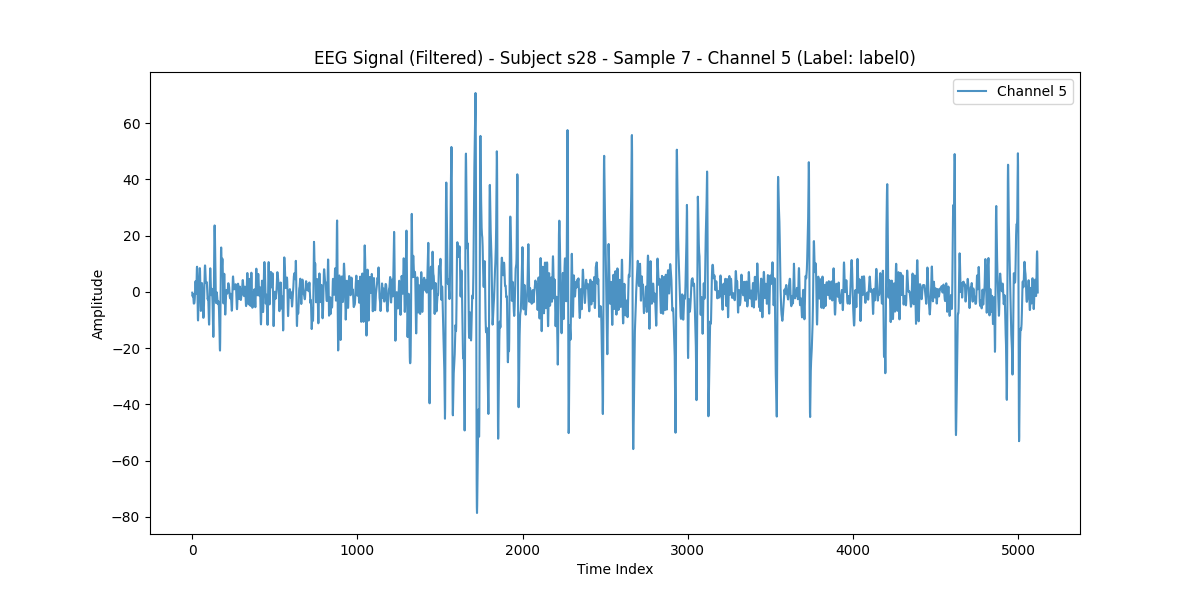 EEG Signal (Filtered) - Subject s28 - Sample 7 - Channel 5 (Label: label0)
Channel 5
60
40
20
0
−20
−40
−60
−80
Amplitude
0 1000 2000 3000 4000 5000
Time Index